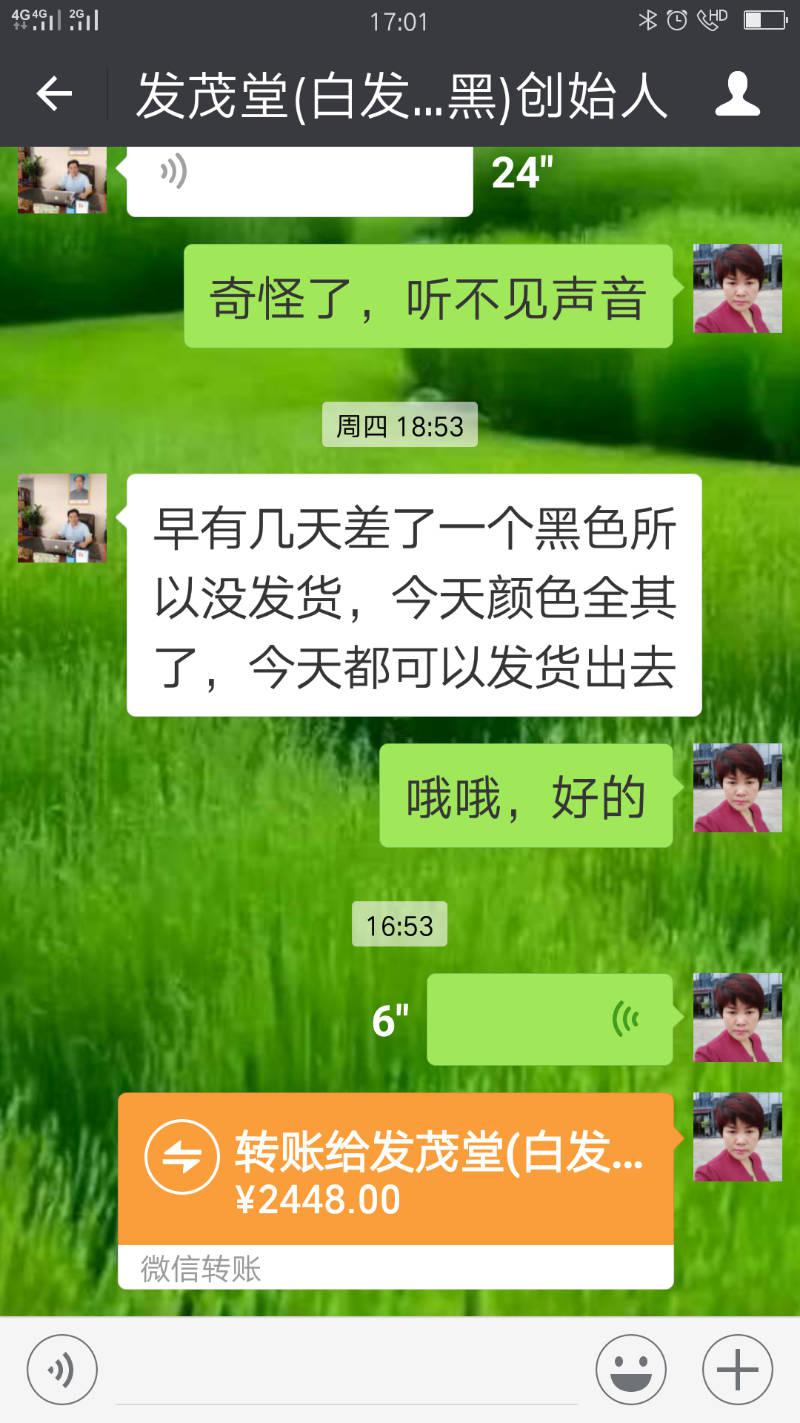 4G 4G 2G
17:01
HD
发茂堂(白发...黑)创始人
24"
奇怪了，听不见声音
周四 18:53
早有几天差了一个黑色所
以没发货，今天颜色全其
了，今天都可以发货出去
哦哦，好的
16:53
6"
转账给发茂堂(白发...
¥2448.00
微信转账